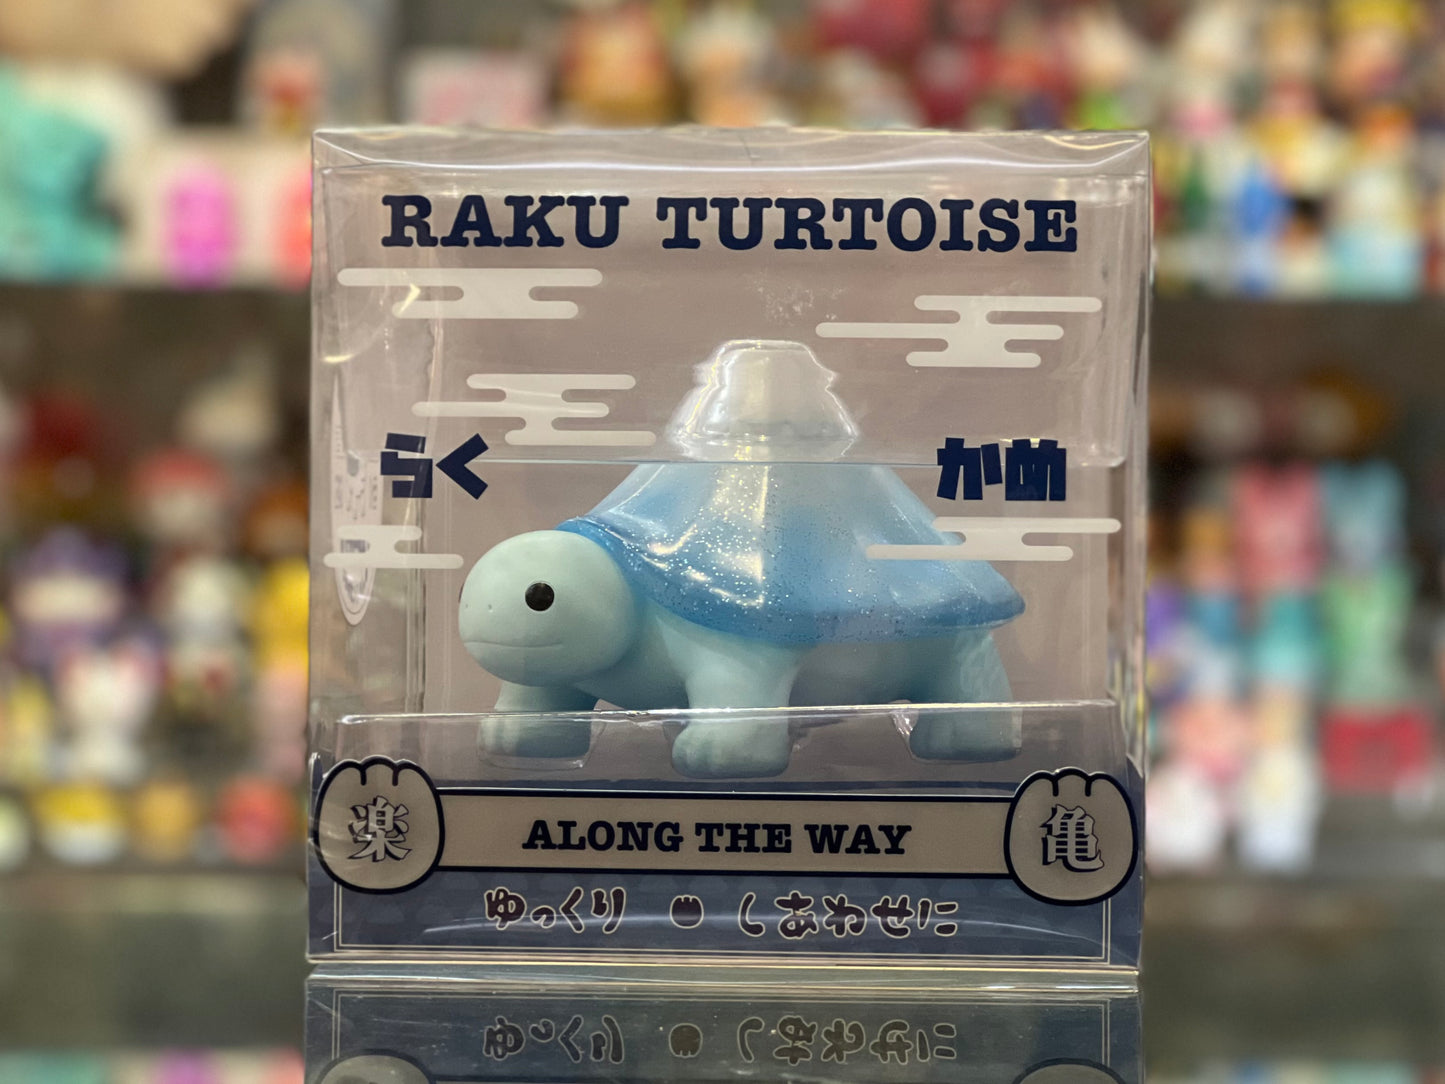 RAKU TURTOISE
らく かめ
楽 ALONG THE WAY 亀
ゆっくり しあわせに